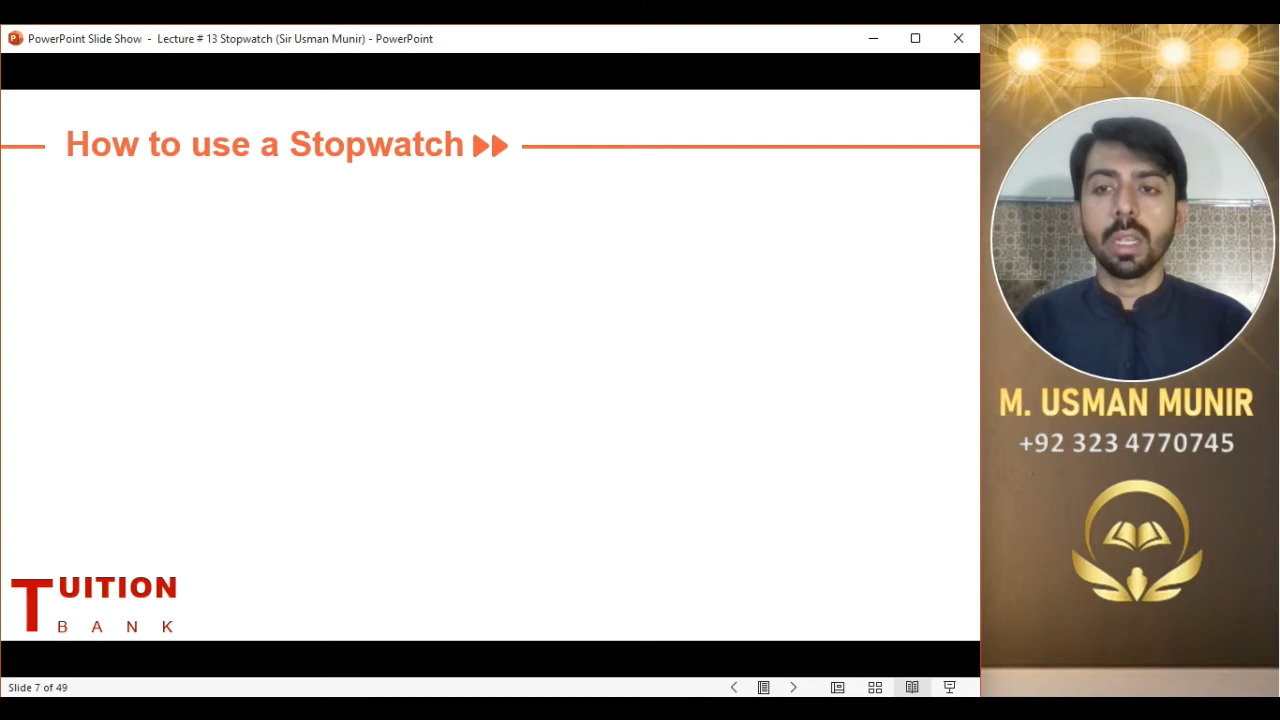 PowerPoint Slide Show - Lecture # 13 Stopwatch (Sir Usman Munir) - PowerPoint
How to use a Stopwatch
M. USMAN MUNIR
+92 323 4770745
TUITION
BANK
Slide 7 of 49